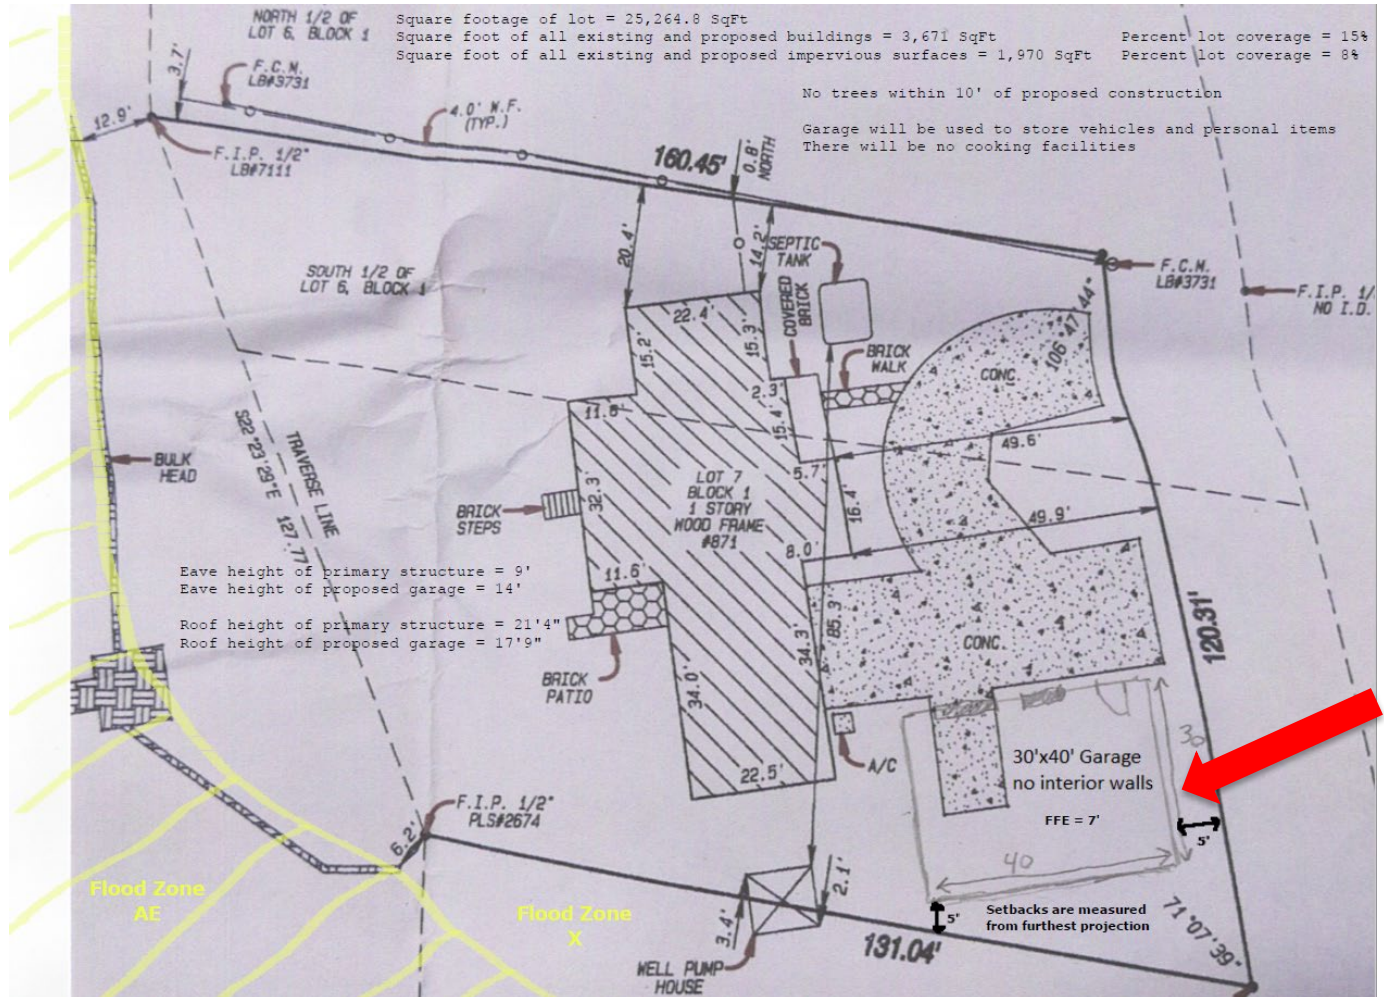 NORTH 1/2 OF
LOT 6, BLOCK 1
Square footage of lot = 25,264.8 SqFt
Square foot of all existing and proposed buildings = 3,671 SqFt Percent lot coverage = 15%
Square foot of all existing and proposed impervious surfaces = 1,970 SqFt Percent lot coverage = 8%
No trees within 10' of proposed construction
Garage will be used to store vehicles and personal items
There will be no cooking facilities
3.7'
F.C.M.
LB#3731
12.9'
4.0' W.F.
(TYP.)
F.I.P. 1/2"
LB#7111
160.45'
0.8'
NORTH
20.4'
14.2'
SEPTIC
TANK
SOUTH 1/2 OF
LOT 6, BLOCK 1
COVERED
BRICK
F.C.M.
LB#3731
F.I.P. 1/
NO I.D.
22.4'
15.2'
15.3'
BRICK
WALK
CONC
106°47'44"
2.3'
11.6'
15.4'
49.6'
S22°23'29"E 127.77'
TRAVERSE LINE
BULK
HEAD
LOT 7
BLOCK 1
1 STORY
WOOD FRAME
#871
5.7'
32.3'
16.4'
BRICK
STEPS
49.9'
8.0'
Eave height of primary structure = 9'
Eave height of proposed garage = 14'
11.6'
Roof height of primary structure = 21'4"
Roof height of proposed garage = 17'9"
34.3'
85.3
CONC.
120.31'
BRICK
PATIO
34.0'
22.5'
A/C
30
30'x40' Garage
no interior walls
FFE = 7'
5'
40
F.I.P. 1/2"
PLS#2674
6.2'
Flood Zone
AE
Flood Zone
X
3.4'
2.1'
5'
Setbacks are measured
from furthest projection
71°07'39"
131.04'
WELL PUMP
HOUSE